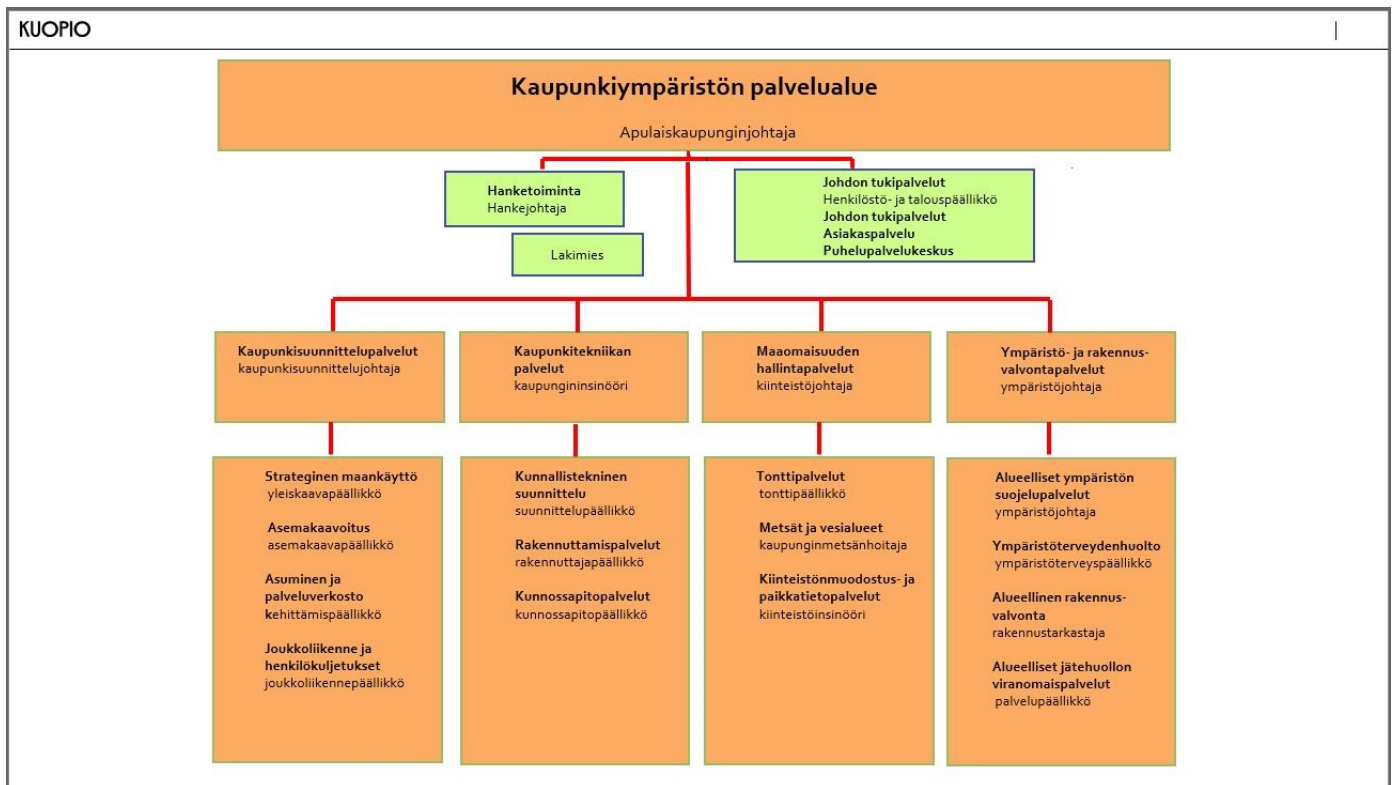 KUOPIO
Kaupunkiympäristön palvelualue
Apulaiskaupunginjohtaja
Hanketoiminta
Hankejohtaja
Lakimies
Johdon tukipalvelut
Henkilöstö- ja talouspäällikkö
Johdon tukipalvelut
Asiakaspalvelu
Puhelupalvelukeskus
Kaupunkisuunnittelupalvelut
kaupunkisuunnittelujohtaja
Kaupunkitekniikan
palvelut
kaupungininsinööri
Maaomaisuuden
hallintapalvelut
kiinteistöjohtaja
Ympäristö- ja rakennus-
valvontapalvelut
ympäristöjohtaja
Strateginen maankäyttö
yleiskaavapäällikkö
Asemakaavoitus
asemakaavapäällikkö
Asuminen ja
palveluverkosto
kehittämispäällikkö
Joukkoliikenne ja
henkilökuljetukset
joukkoliikennepäällikkö
Kunnallistekninen
suunnittelu
suunnittelupäällikkö
Rakennuttamispalvelut
rakennuttajapäällikkö
Kunnossapitopalvelut
kunnossapitopäällikkö
Tonttipalvelut
tonttipäällikkö
Metsät ja vesialueet
kaupunginmetsänhoitaja
Kiinteistönmuodostus- ja
paikkatietopalvelut
kiinteistöinsinööri
Alueelliset ympäristön
suojelupalvelut
ympäristöjohtaja
Ympäristöterveydenhuolto
ympäristöterveyspäällikkö
Alueellinen rakennus-
valvonta
rakennustarkastaja
Alueelliset jätehuollon
viranomaispalvelut
palvelupäällikkö